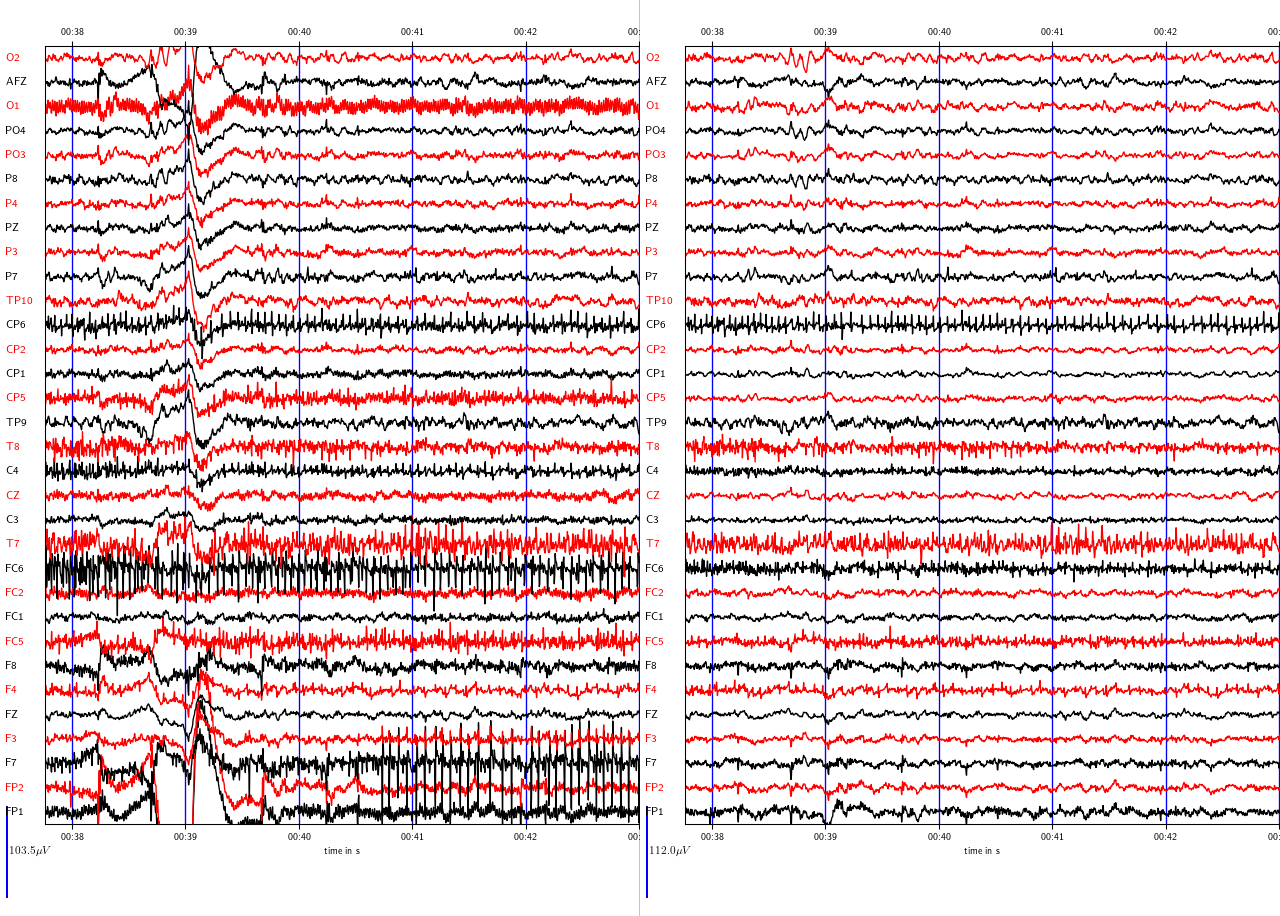 00:38 00:39 00:40 00:41 00:42 00:
O2
AFZ
O1
PO4
PO3
P8
P4
PZ
P3
P7
TP10
CP6
CP2
CP1
CP5
TP9
T8
C4
CZ
C3
T7
FC6
FC2
FC1
FC5
F8
F4
FZ
F3
F7
FP2
FP1
00:38 00:39 00:40 00:41 00:42 00:
time in s
103.5μV
00:38 00:39 00:40 00:41 00:42 00:
O2
AFZ
O1
PO4
PO3
P8
P4
PZ
P3
P7
TP10
CP6
CP2
CP1
CP5
TP9
T8
C4
CZ
C3
T7
FC6
FC2
FC1
FC5
F8
F4
FZ
F3
F7
FP2
FP1
00:38 00:39 00:40 00:41 00:42 00:
time in s
112.0μV